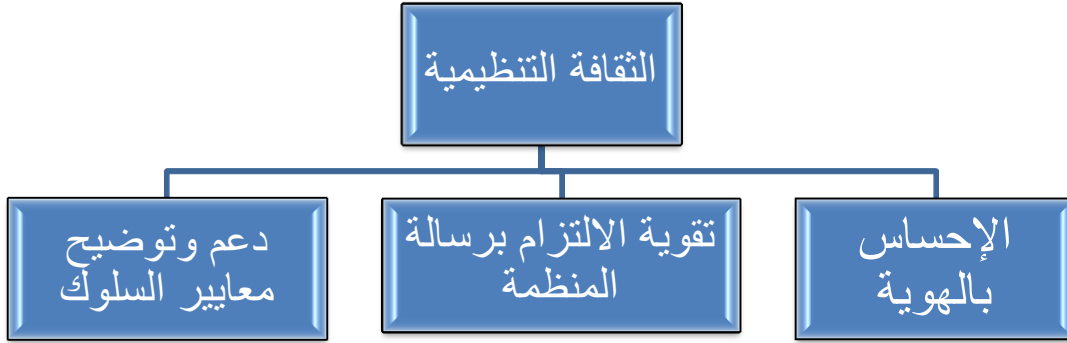 الثقافة التنظيمية
الإحساس
بالهوية
تقوية الالتزام برسالة
المنظمة
دعم وتوضيح
معايير السلوك